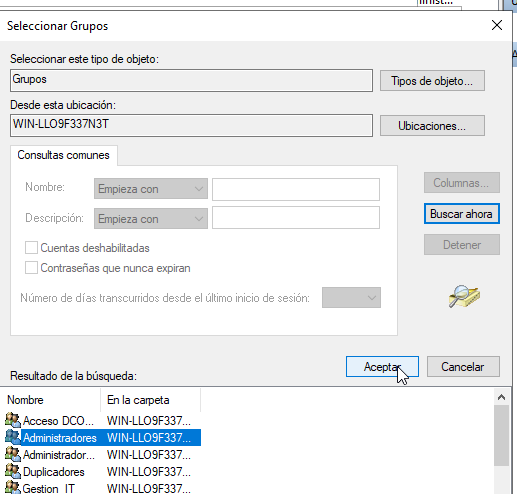 Seleccionar Grupos
Seleccionar este tipo de objeto:
Grupos
Tipos de objeto...
Desde esta ubicación:
WIN-LLO9F337N3T
Ubicaciones...
Consultas comunes
Nombre:
Empieza con
Columnas...
Descripción:
Empieza con
Buscar ahora
Cuentas deshabilitadas
Detener
Contraseñas que nunca expiran
Número de días transcurridos desde el último inicio de sesión:
Aceptar
Cancelar
Resultado de la búsqueda:
Nombre
En la carpeta
Acceso DCO... WIN-LLO9F337...
Administradores WIN-LLO9F337...
Administrador... WIN-LLO9F337...
Duplicadores WIN-LLO9F337...
Gestion_IT WIN-LLO9F337...